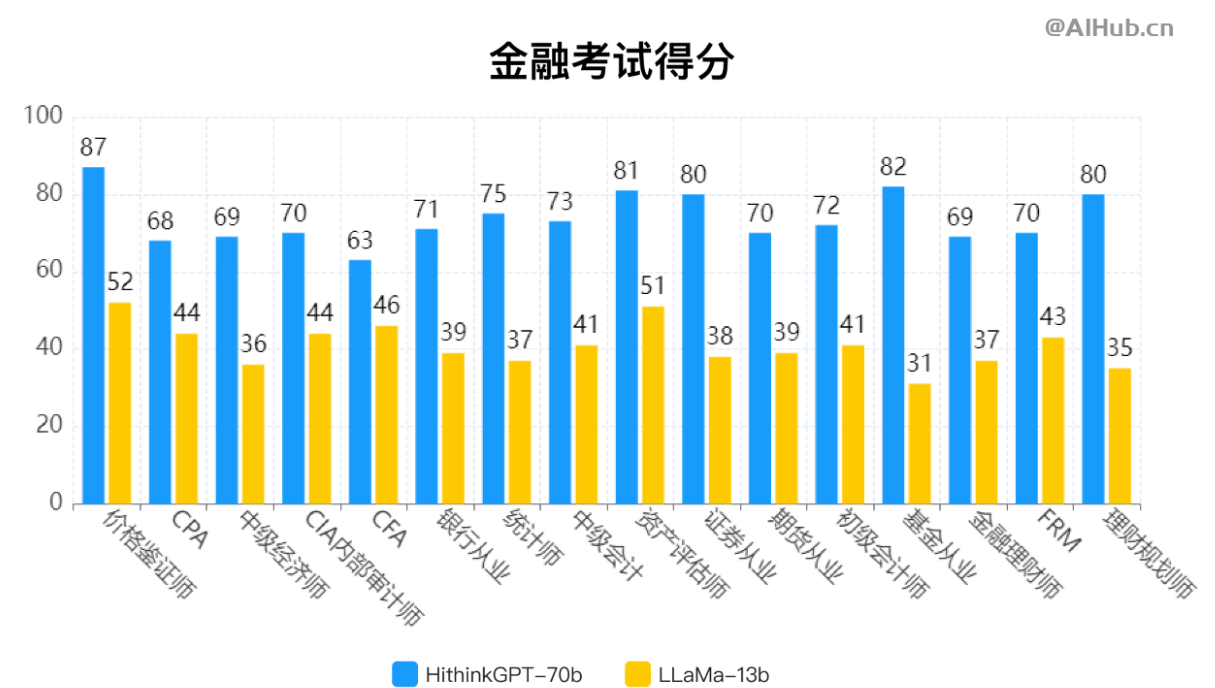 @AIHub.cn
金融考试得分
100
80
60
40
20
0
87
52
68
44
69
36
70
44
63
46
71
39
75
37
73
41
81
51
80
38
70
39
72
41
82
31
69
37
70
43
80
35
价格鉴证师
CPA
中级经济师
CIA内部审计师
CFA
银行从业
统计师
中级会计
资产评估师
证券从业
期货从业
初级会计师
基金从业
金融理财师
FRM
理财规划师
HithinkGPT-70b
LLaMa-13b